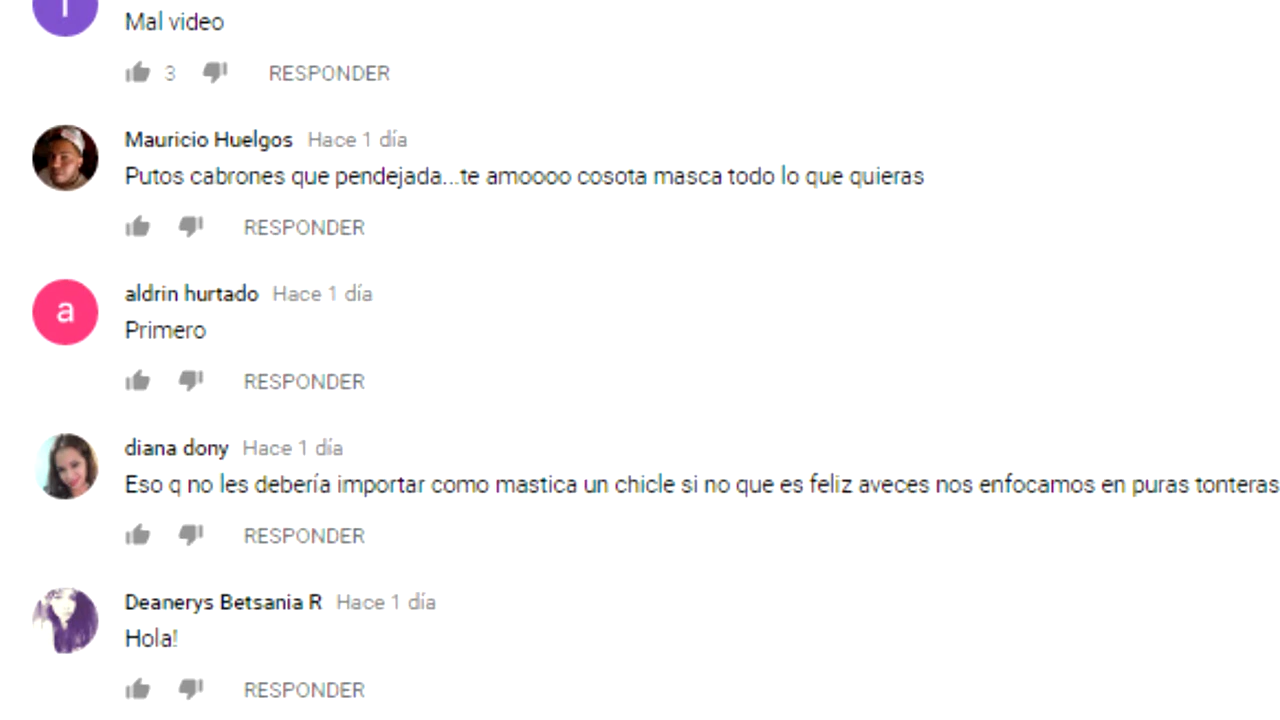 Mal video
3 RESPONDER
Mauricio Huelgos Hace 1 día
Putos cabrones que pendejada...te amoooo cosota masca todo lo que quieras
RESPONDER
a
aldrin hurtado Hace 1 día
Primero
RESPONDER
diana dony Hace 1 día
Eso q no les debería importar como mastica un chicle si no que es feliz aveces nos enfocamos en puras tonteras
RESPONDER
Deanerys Betsania R Hace 1 día
Hola!
RESPONDER